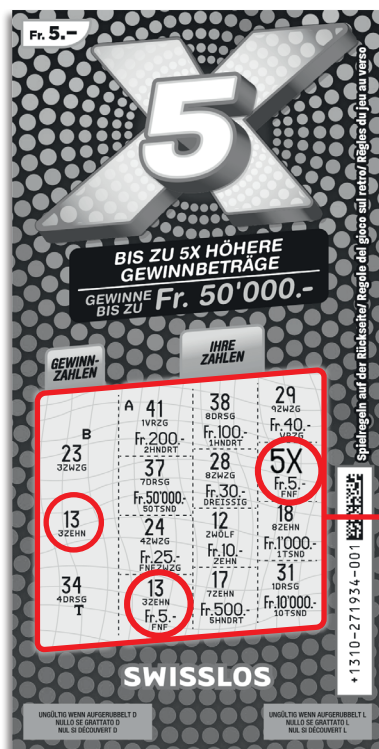 Fr. 5.–
5X
BIS ZU 5X HÖHERE
GEWINNBETRÄGE
GEWINNE
BIS ZU Fr. 50'000.-
GEWINN-
ZAHLEN
IHRE
ZAHLEN
B
23
3ZWZG
13
3ZEHN
34
4DRSG
T
A 41
1VRZG
Fr.200.-
2HNDRT
38
8DRSG
Fr.100.-
1HNDRT
29
9ZWZG
Fr.40.-
VRZG
37
7DRSG
Fr.50'000.-
50TSND
28
8ZWZG
Fr.30.-
DREISSIG
5X
Fr.5.-
FNF
24
4ZWZG
Fr.25.-
FNFZWZG
12
ZWOLF
Fr.10.-
ZEHN
18
8ZEHN
Fr.1'000.-
1TSND
13
3ZEHN
Fr.5.-
FNF
17
7ZEHN
Fr.500.-
5HNDRT
31
1DRSG
Fr.10'000.-
10TSND
SWISSLOS
UNGÜLTIG WENN AUFGERUBBELT D
NULLO SE GRATTATO D
NUL SI DÉCOUVERT D
UNGÜLTIG WENN AUFGERUBBELT L
NULLO SE GRATTATO L
NUL SI DÉCOUVERT L
Spielregeln auf der Rückseite/ Regole del gioco sul retro/ Règles du jeu au verso
+1310-271934-001